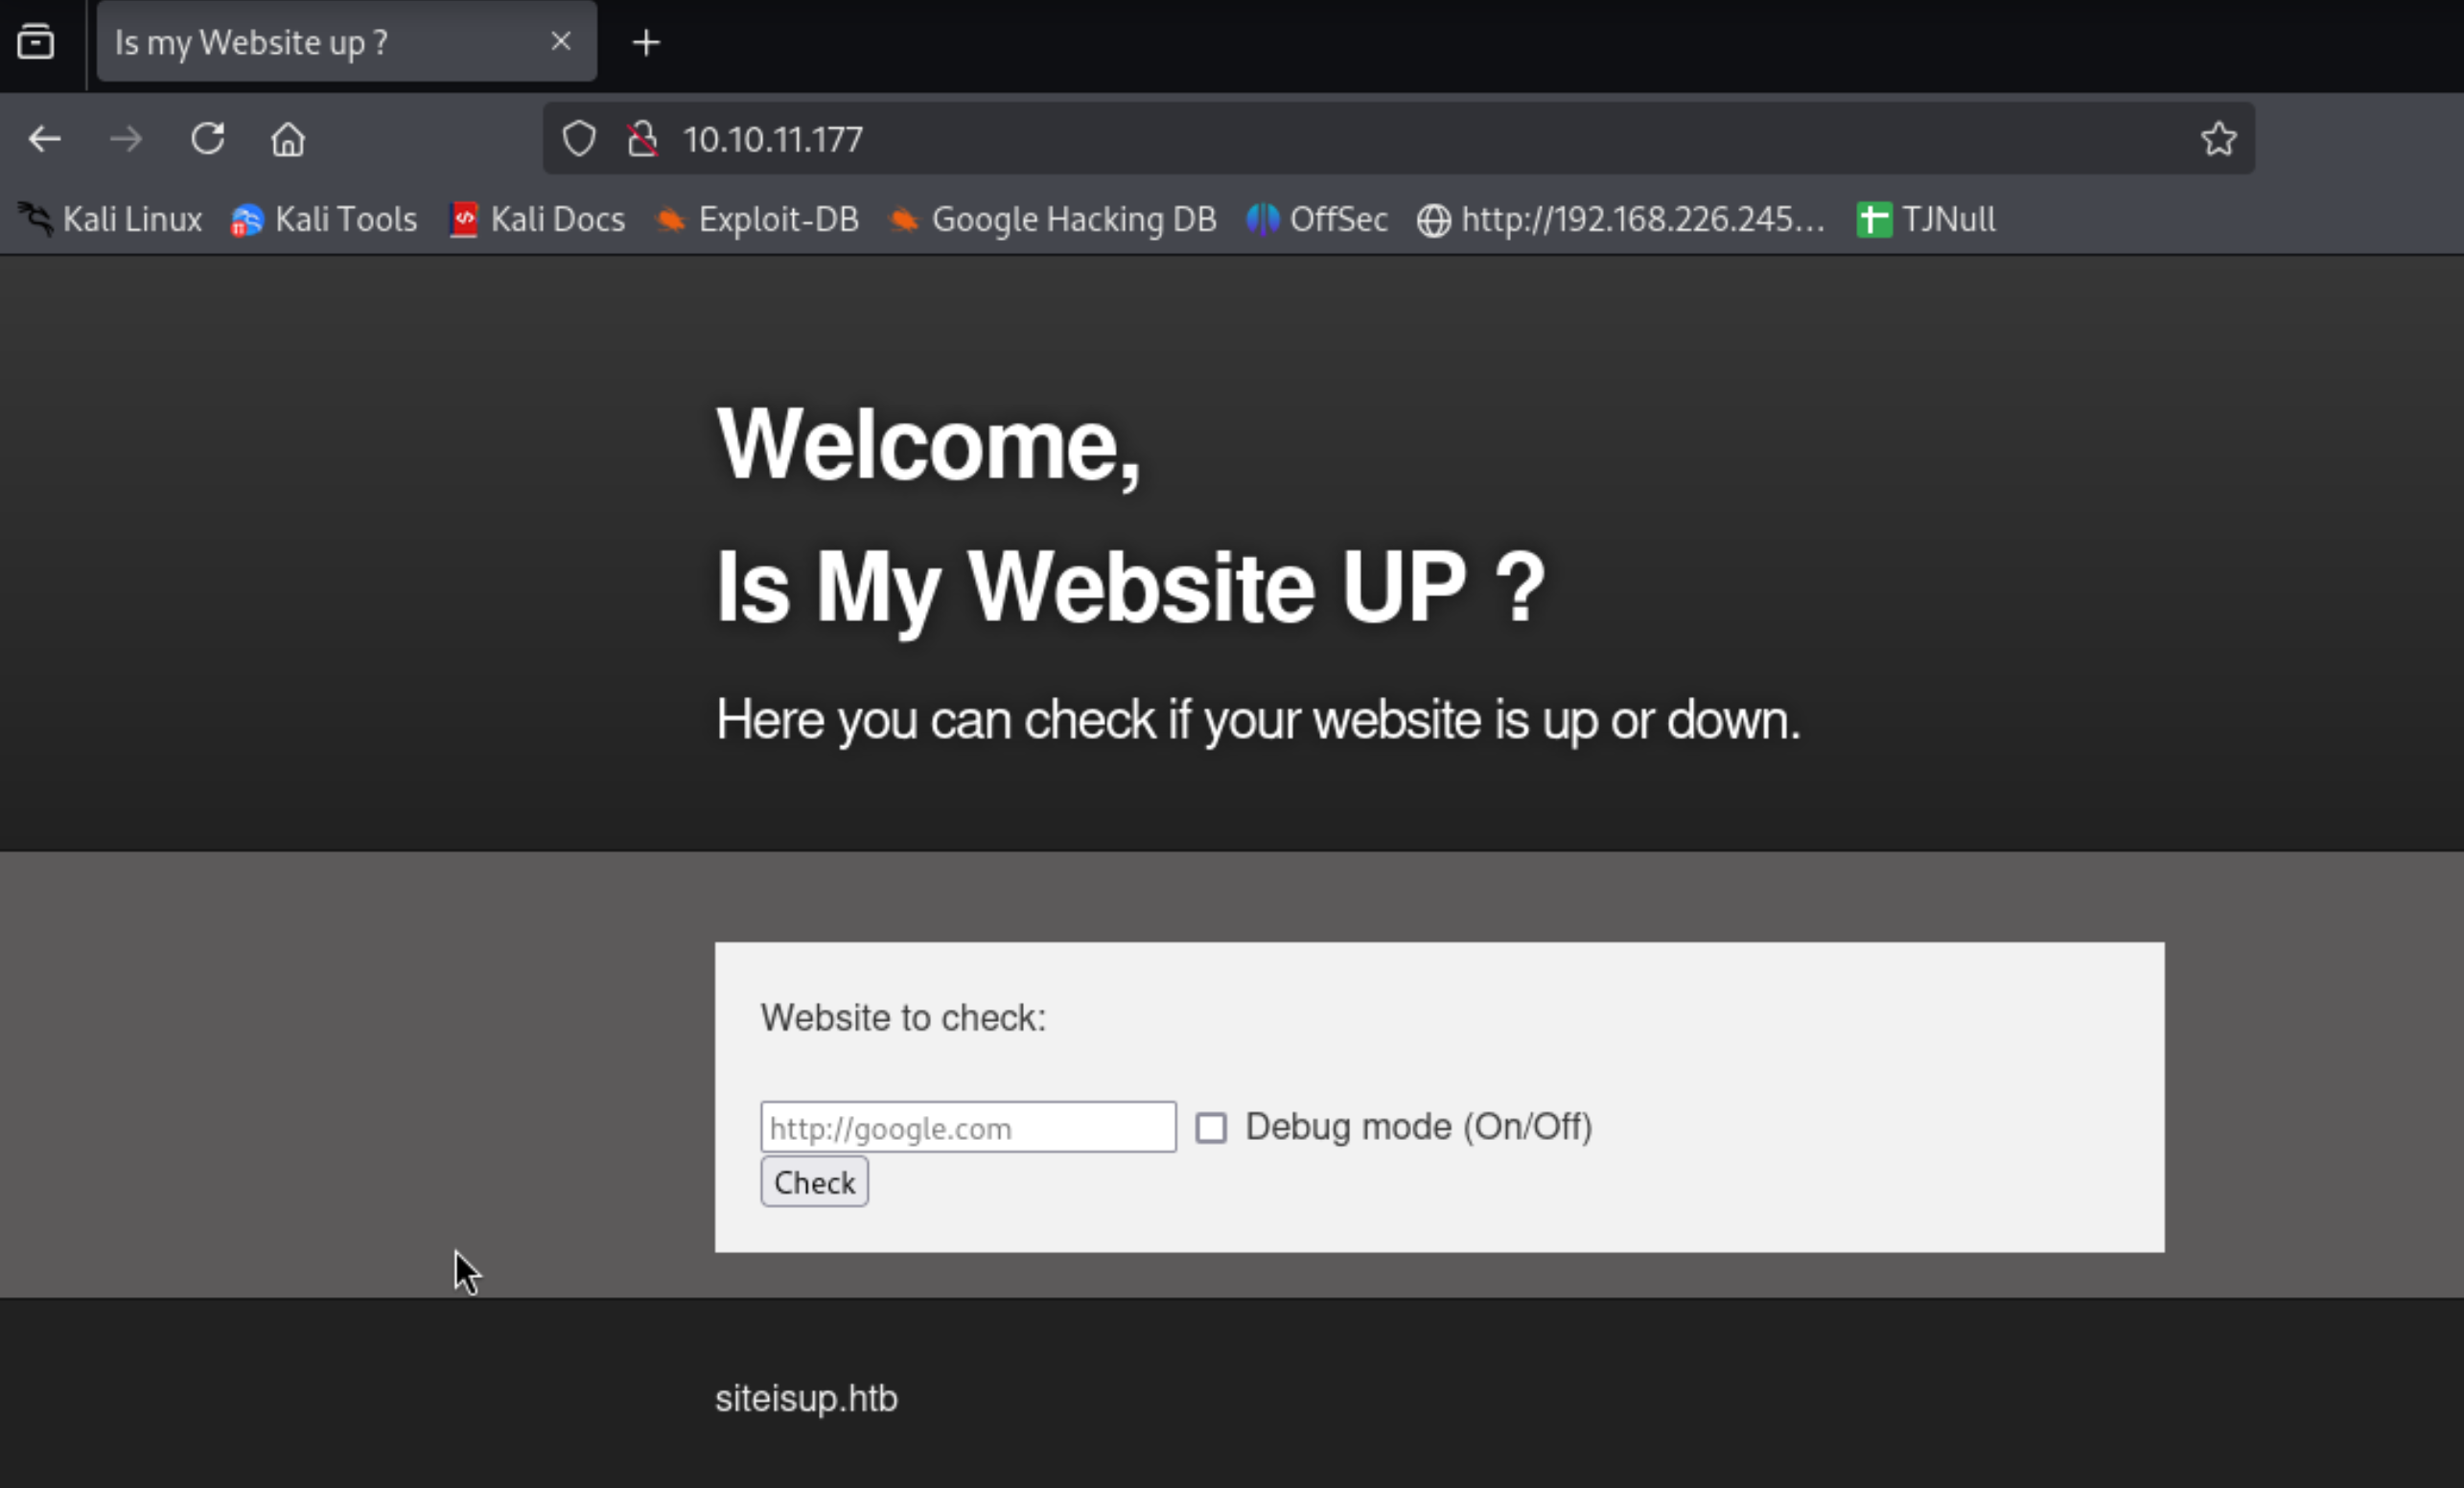 Is my Website up ?
10.10.11.177
Kali Linux Kali Tools Kali Docs Exploit-DB Google Hacking DB OffSec http://192.168.226.245... TJNull
Welcome,
Is My Website UP ?
Here you can check if your website is up or down.
Website to check:
http://google.com Debug mode (On/Off)
Check
siteisup.htb